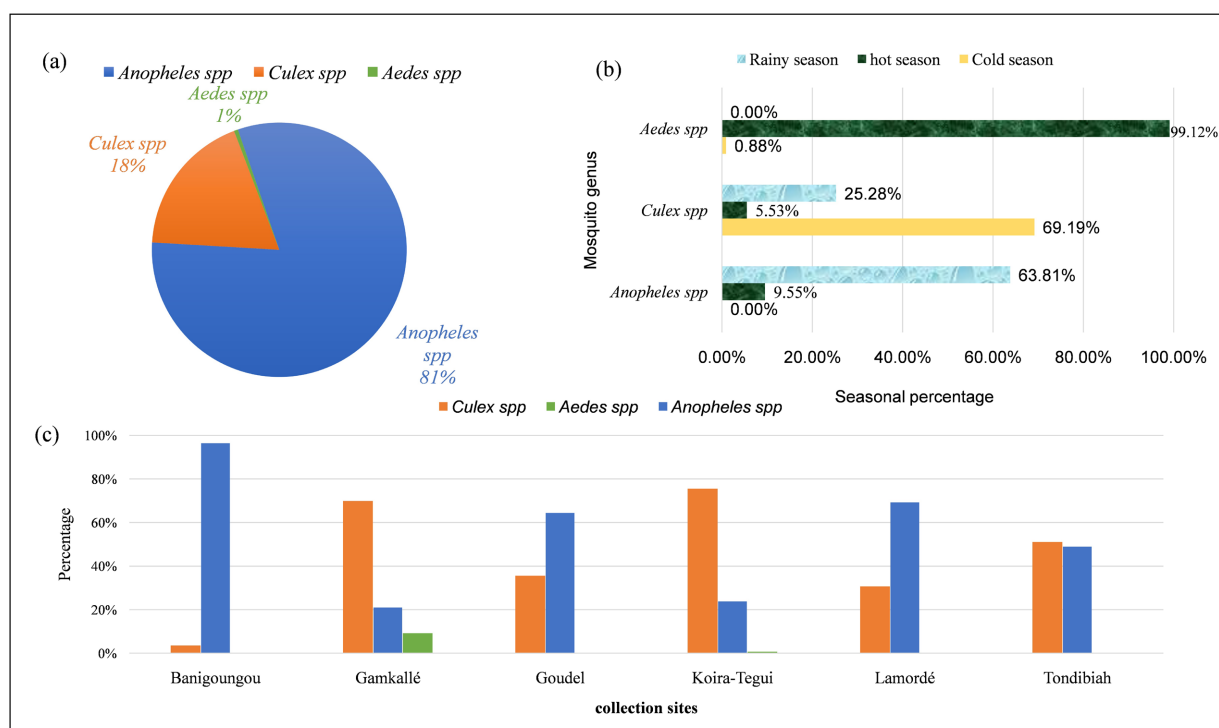 (a)
Anopheles spp Culex spp Aedes spp
Aedes spp
1%
Culex spp
18%
Anopheles
spp
81%
(b)
Rainy season hot season Cold season
Mosquito genus
Aedes spp
0.00%
99.12%
0.88%
Culex spp
25.28%
5.53%
69.19%
Anopheles spp
63.81%
9.55%
0.00%
0.00% 20.00% 40.00% 60.00% 80.00% 100.00%
Seasonal percentage
Culex spp Aedes spp Anopheles spp
(c)
Percentage
100%
80%
60%
40%
20%
0%
Banigoungou Gamkallé Goudel Koira-Tegui Lamordé Tondibiah
collection sites